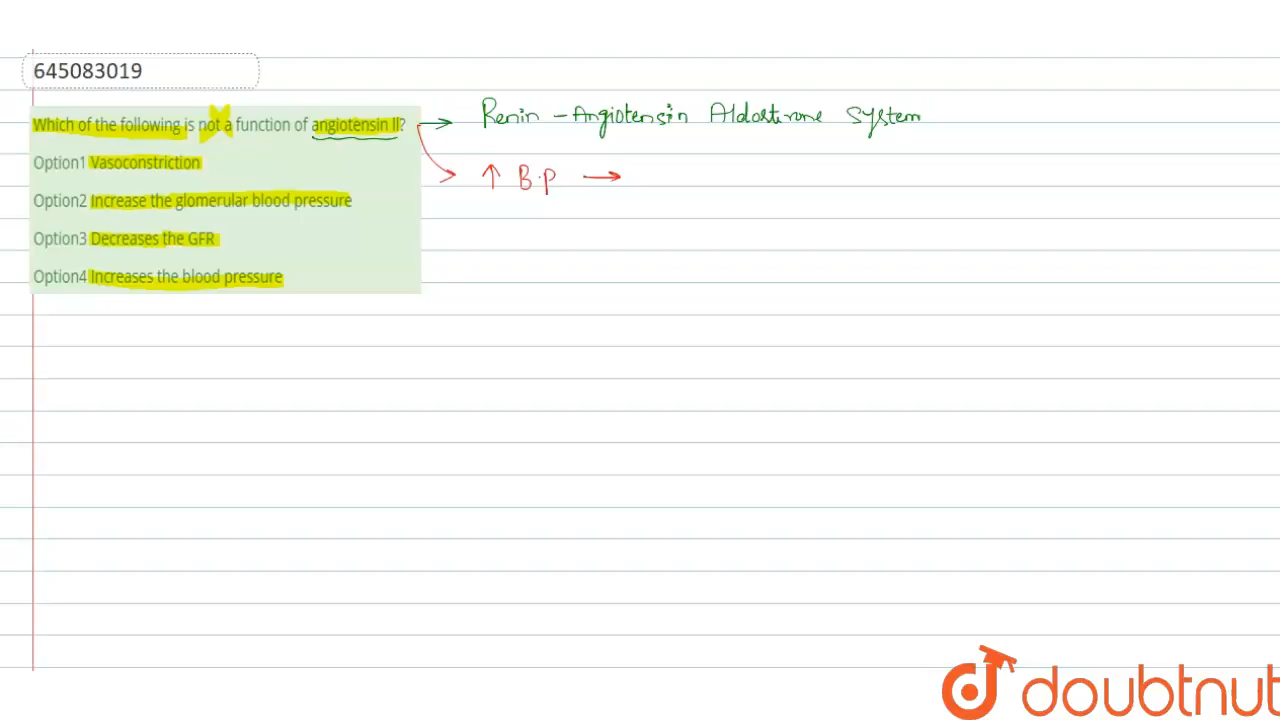 645083019
Which of the following is not a function of angiotensin II?
Renin - Angiotensin Aldosterone System
Option1 Vasoconstriction
↑ B.P →
Option2 Increase the glomerular blood pressure
Option3 Decreases the GFR
Option4 Increases the blood pressure
doubtnut